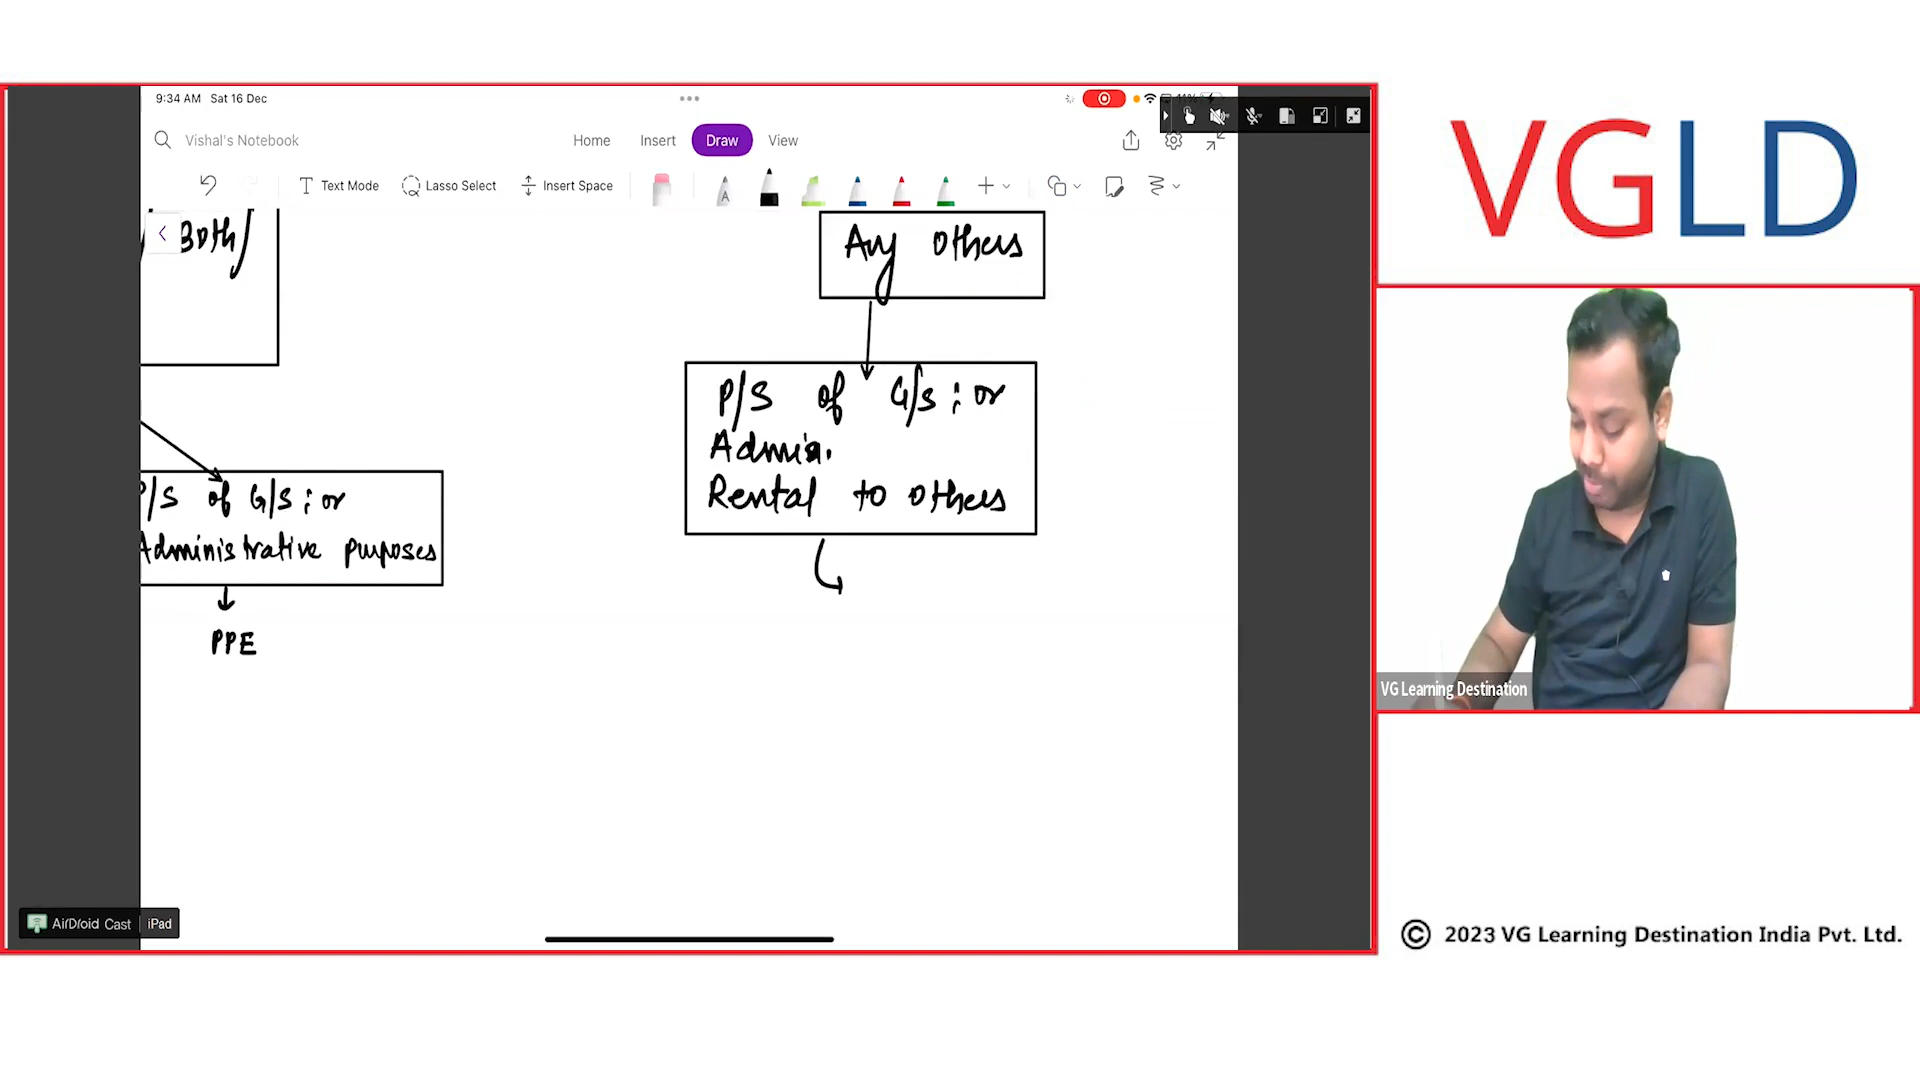 9:34 AM Sat 16 Dec
11%
Vishal's Notebook
Home Insert Draw View
Text Mode Lasso Select Insert Space
Both
Any others
P/S of G/s ; or
Admin.
Rental to others
P/S of G/S ; or
Administrative purposes
PPE
AirDroid Cast iPad
VGLD
VG Learning Destination
© 2023 VG Learning Destination India Pvt. Ltd.